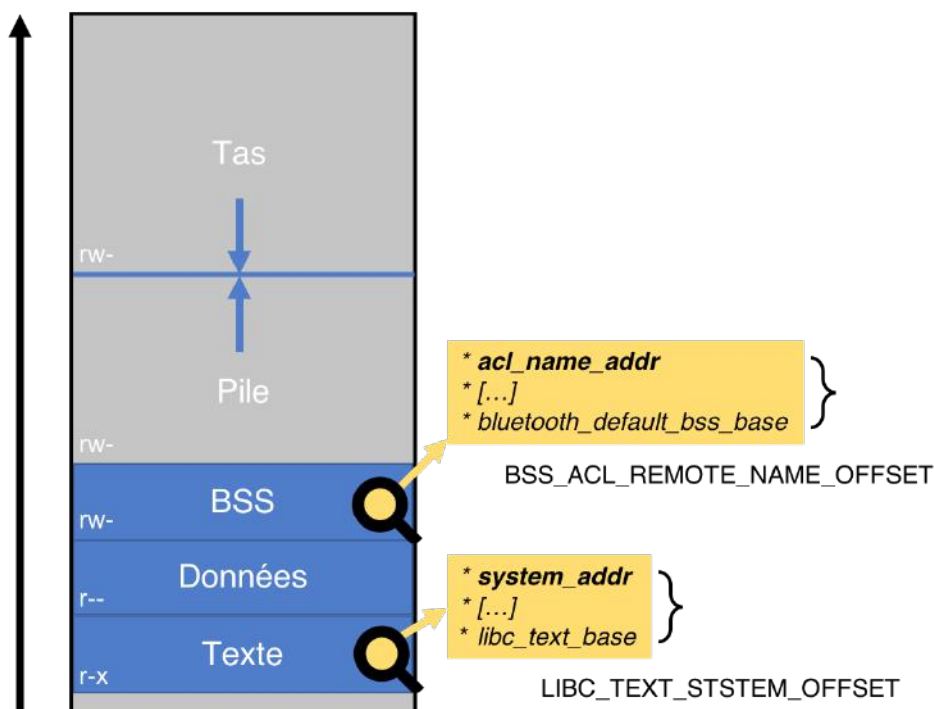 Tas
rw-
Pile
rw-
* acl_name_addr
* [...]
* bluetooth_default_bss_base
BSS_ACL_REMOTE_NAME_OFFSET
BSS
rw-
Données
r--
* system_addr
* [...]
* libc_text_base
LIBC_TEXT_STSTEM_OFFSET
Texte
r-x